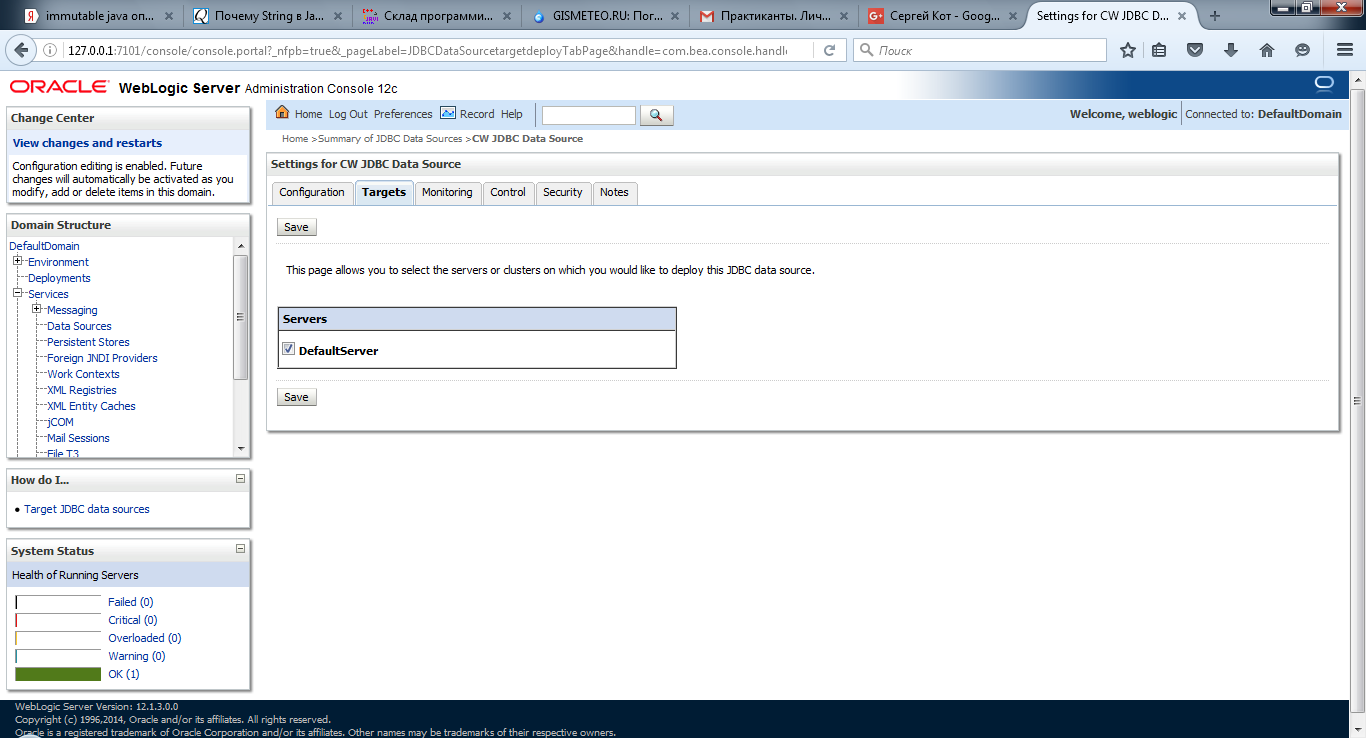 immutable java оп...
Почему String в Ja...
Склад программи...
GISMETEO.RU: Пог...
Практиканты. Лич...
Сергей Кот - Goog...
Settings for CW JDBC D...
127.0.0.1:7101/console/console.portal?_nfpb=true&_pageLabel=JDBCDataSourcetargetdeployTabPage&handle=com.bea.console.handle
Поиск
ORACLE WebLogic Server Administration Console 12c
Change Center
View changes and restarts
Configuration editing is enabled. Future
changes will automatically be activated as you
modify, add or delete items in this domain.
Domain Structure
DefaultDomain
Environment
Deployments
Services
Messaging
Data Sources
Persistent Stores
Foreign JNDI Providers
Work Contexts
XML Registries
XML Entity Caches
jCOM
Mail Sessions
File T3
How do I...
Target JDBC data sources
System Status
Health of Running Servers
Failed (0)
Critical (0)
Overloaded (0)
Warning (0)
OK (1)
Home Log Out Preferences Record Help
Welcome, weblogic Connected to: DefaultDomain
Home >Summary of JDBC Data Sources >CW JDBC Data Source
Settings for CW JDBC Data Source
Configuration Targets Monitoring Control Security Notes
Save
This page allows you to select the servers or clusters on which you would like to deploy this JDBC data source.
Servers
DefaultServer
Save
WebLogic Server Version: 12.1.3.0.0
Copyright (c) 1996,2014, Oracle and/or its affiliates. All rights reserved.
Oracle is a registered trademark of Oracle Corporation and/or its affiliates. Other names may be trademarks of their respective owners.